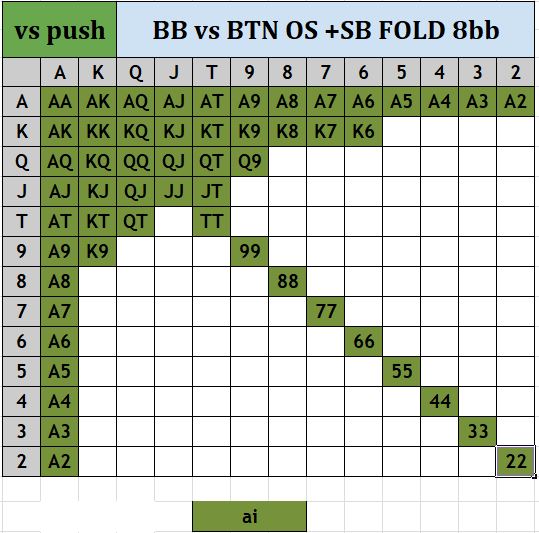 vs push BB vs BTN OS +SB FOLD 8bb
A K Q J T 9 8 7 6 5 4 3 2
A AA AK AQ AJ AT A9 A8 A7 A6 A5 A4 A3 A2
K AK KK KQ KJ KT K9 K8 K7 K6
Q AQ KQ QQ QJ QT Q9
J AJ KJ QJ JJ JT
T AT KT QT TT
9 A9 K9 99
8 A8 88
7 A7 77
6 A6 66
5 A5 55
4 A4 44
3 A3 33
2 A2 22
ai